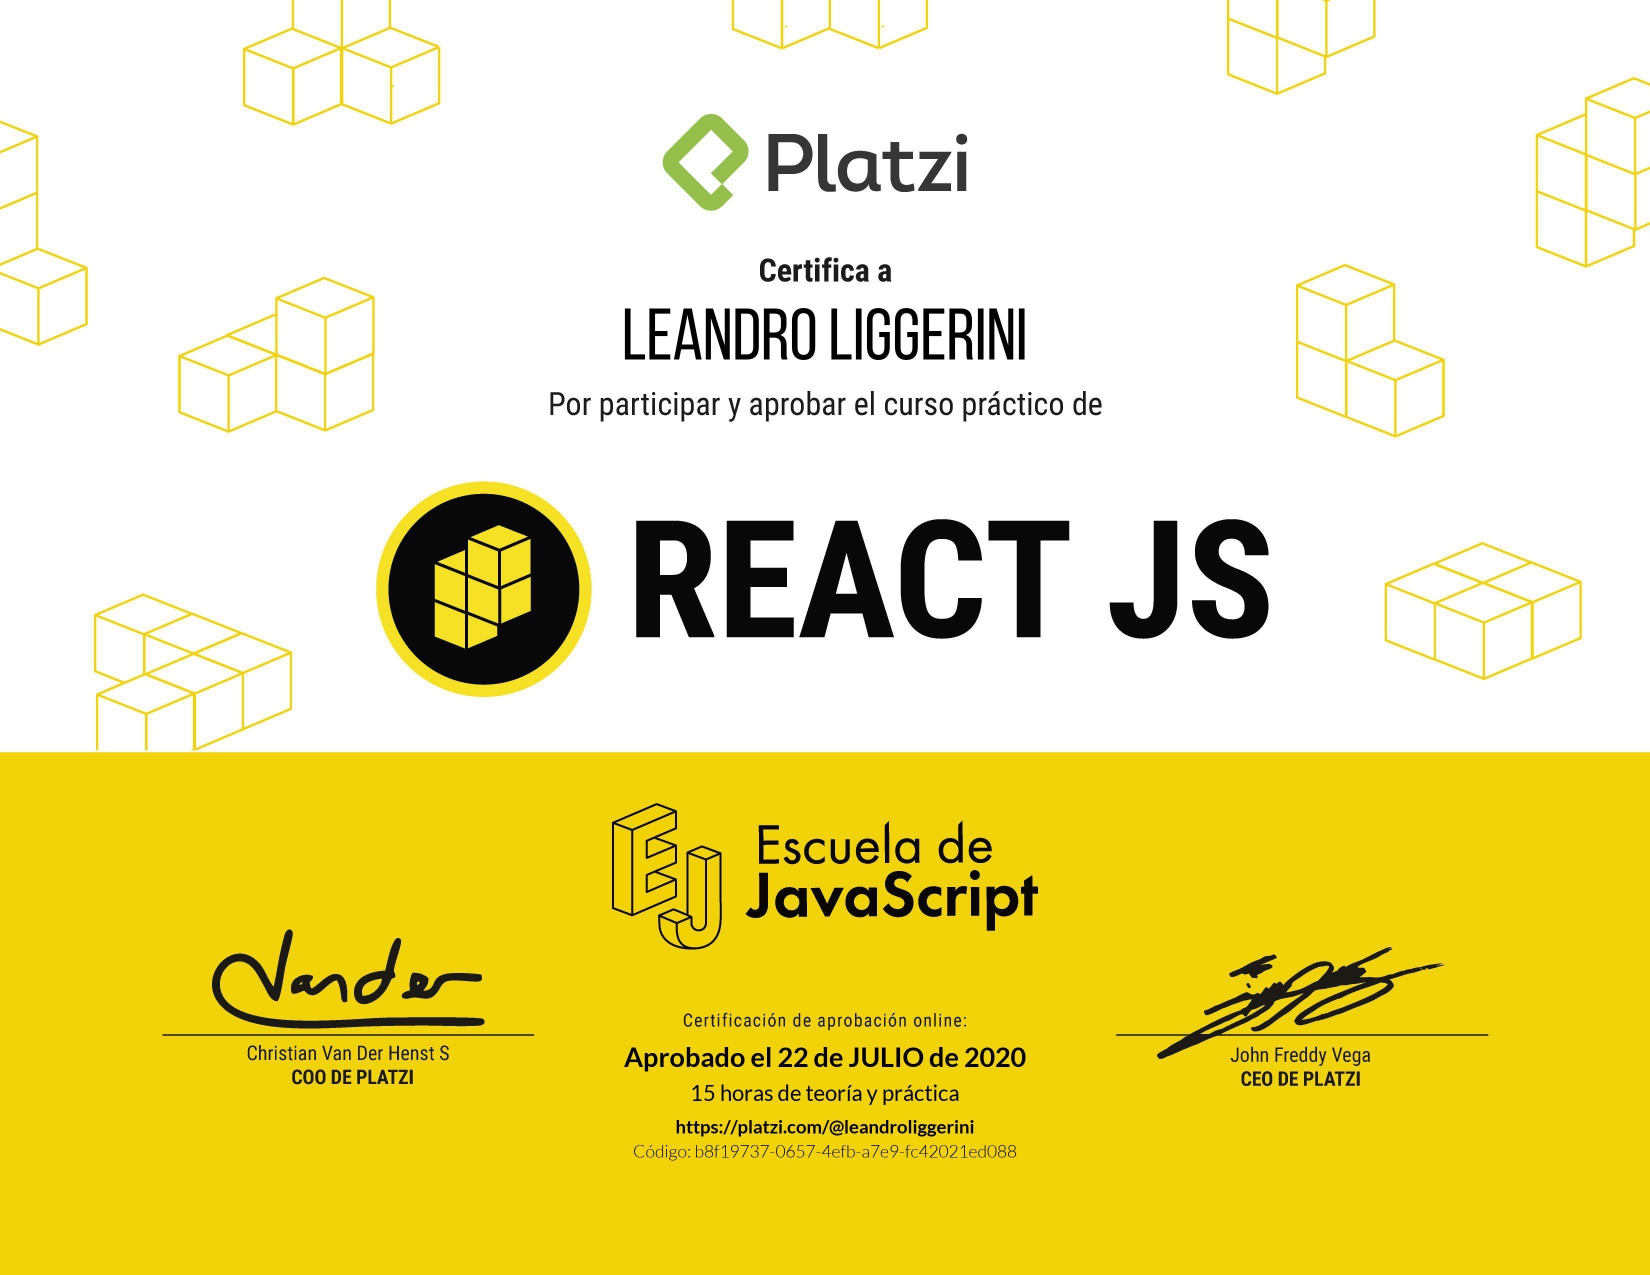 Platzi
Certifica a
LEANDRO LIGGERINI
Por participar y aprobar el curso práctico de
REACT JS
EJ
Escuela de
JavaScript
Vander
Christian Van Der Henst S
COO DE PLATZI
Certificación de aprobación online:
Aprobado el 22 de JULIO de 2020
15 horas de teoría y práctica
https://platzi.com/@leandroliggerini
Código: b8f19737-0657-4efb-a7e9-fc42021ed088
John Freddy Vega
CEO DE PLATZI